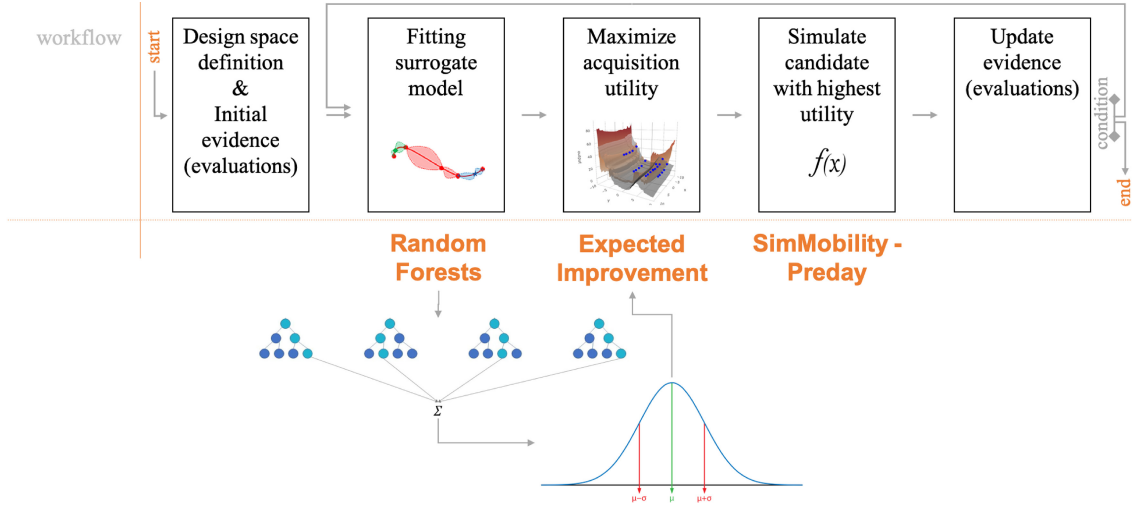 workflow
start
Design space
definition
&
Initial
evidence
(evaluations)
Fitting
surrogate
model
Maximize
acquisition
utility
Simulate
candidate
with highest
utility
f(x)
Update
evidence
(evaluations)
condition
end
Random
Forests
Expected
Improvement
SimMobility -
Preday
Σ
μ−σ
μ
μ+σ